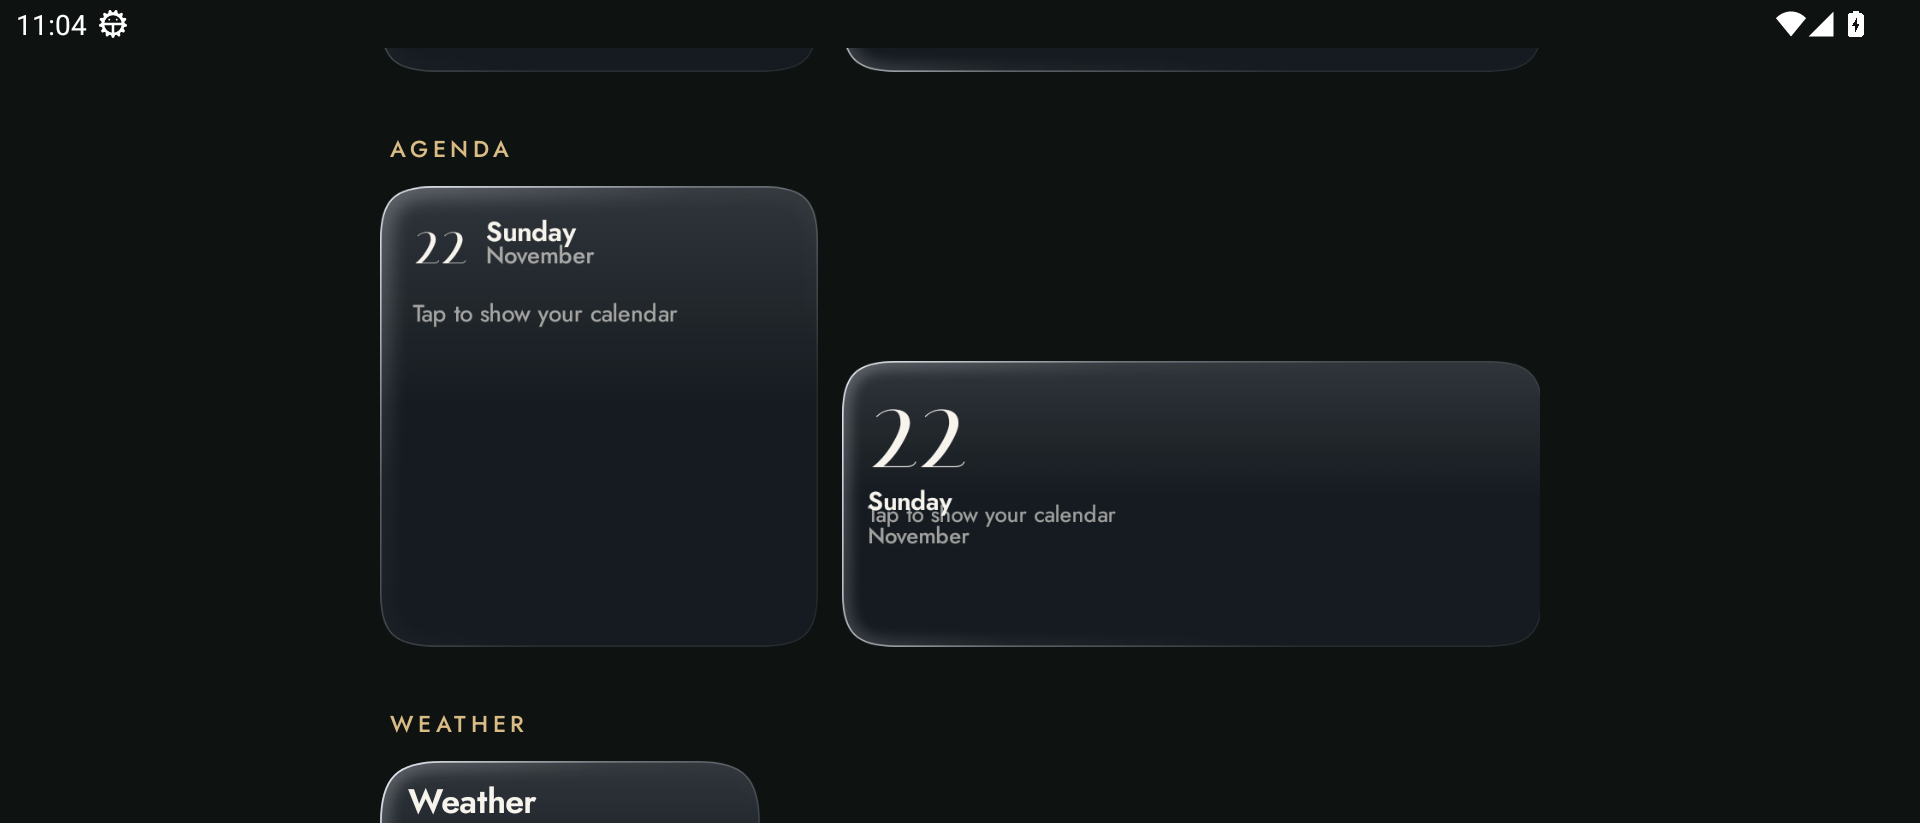 11:04
AGENDA
22
Sunday
November
Tap to show your calendar
22
Sunday
Tap to show your calendar
November
WEATHER
Weather